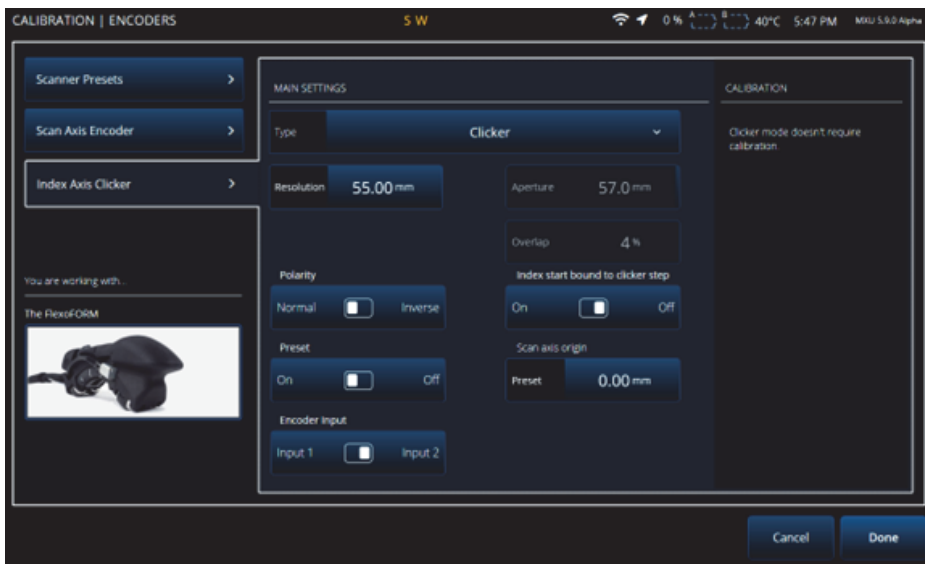 CALIBRATION | ENCODERS
5 W
0 % A B 40°C 5:47 PM MXU 5.9.0 Alpha
Scanner Presets
Scan Axis Encoder
Index Axis Clicker
You are working with...
The FlexoFORM
MAIN SETTINGS
Type Clicker
Resolution 55.00 mm
Aperture 57.0 mm
Overlap 4 %
Polarity
Normal Inverse
Index start bound to clicker step
On Off
Preset
On Off
Scan axis origin
Preset 0.00 mm
Encoder Input
Input 1 Input 2
CALIBRATION
Clicker mode doesn't require
calibration.
Cancel Done